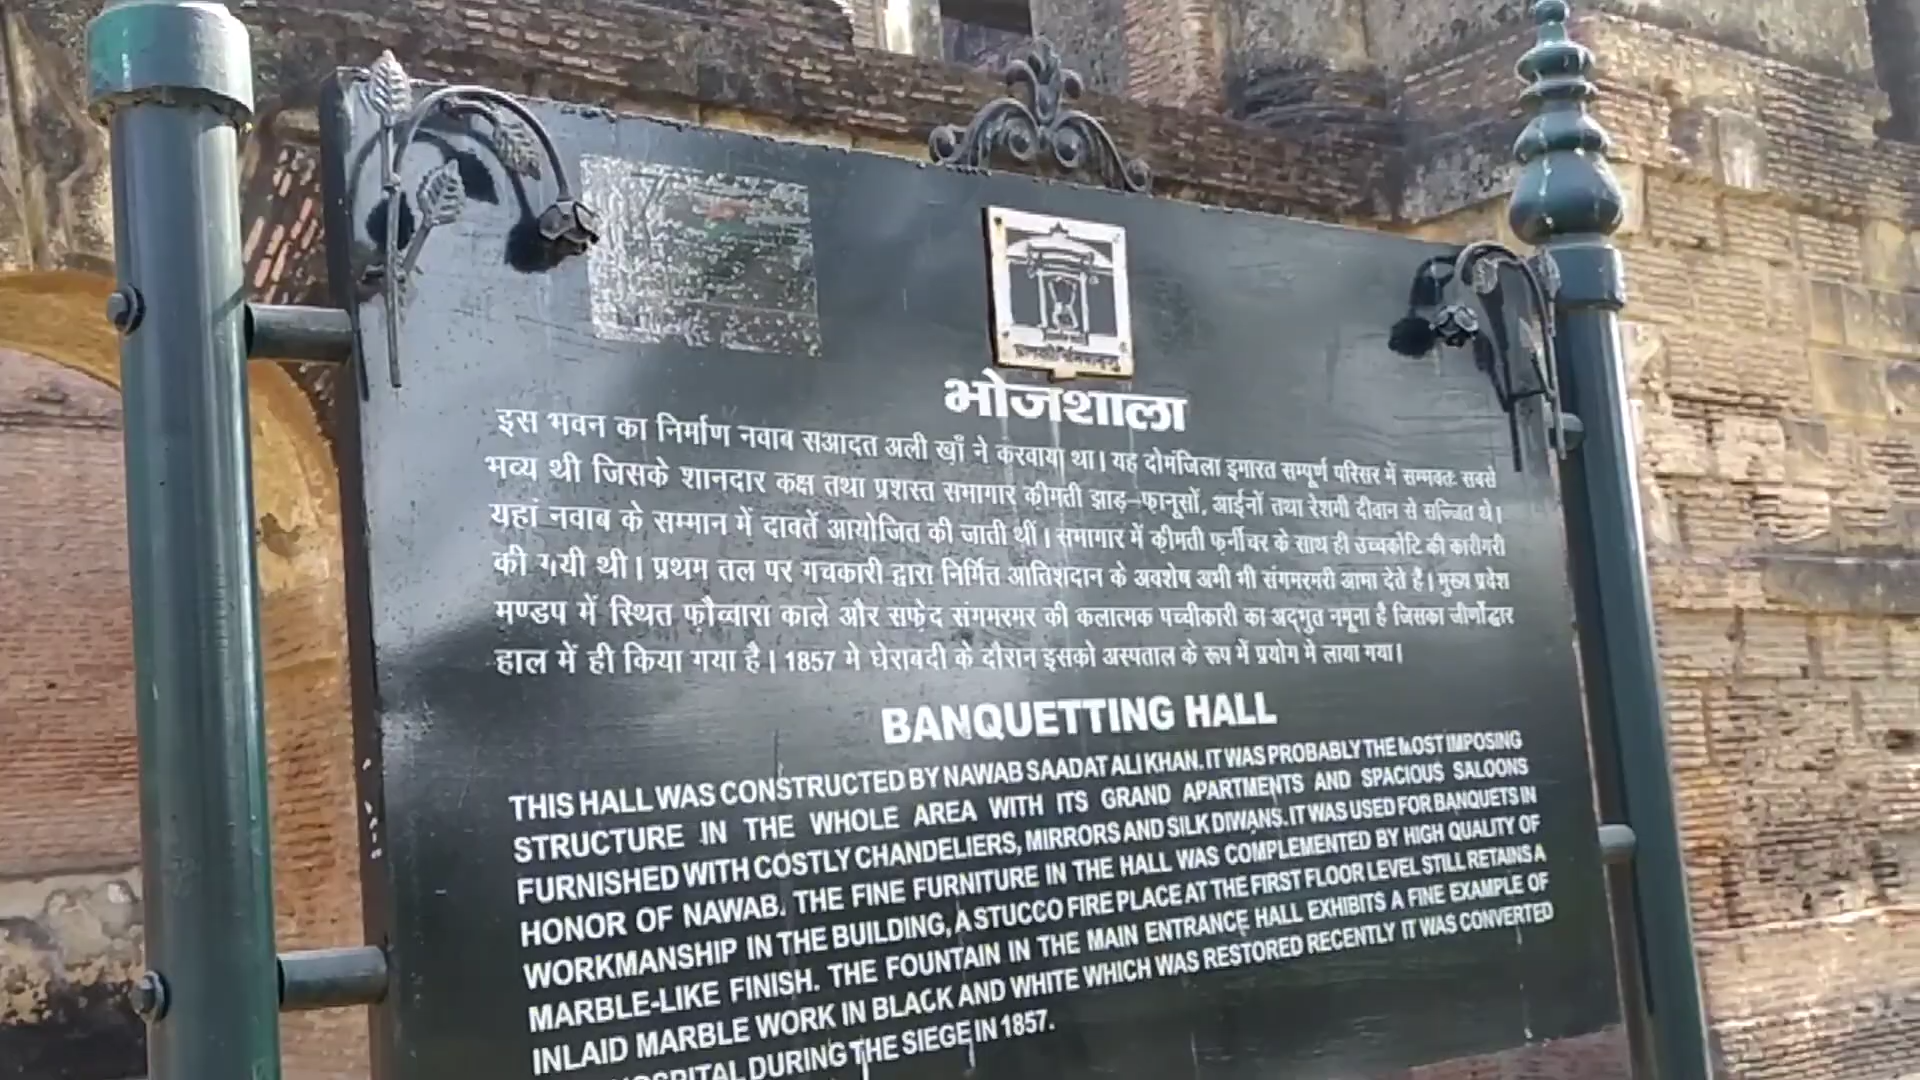 भोजशाला
इस भवन का निर्माण नवाब सआदत अली खाँ ने करवाया था। यह दोमंजिला इमारत सम्पूर्ण परिसर में सम्भवतः सबसे
भव्य थी जिसके शानदार कक्ष तथा प्रशस्त सभागार कीमती झाड़-फ़ानूसों, आईनों तथा रेशमी दीवान से सज्जित थे।
यहां नवाब के सम्मान में दावतें आयोजित की जाती थीं। सभागार में क़ीमती फ़र्नीचर के साथ ही उच्चकोटि की कारीगरी
की गयी थी। प्रथम तल पर गचकारी द्वारा निर्मित आतिशदान के अवशेष अभी भी संगमरमरी आभा देते हैं। मुख्य प्रवेश
मण्डप में स्थित फ़ौव्वारा काले और सफ़ेद संगमरमर की कलात्मक पच्चीकारी का अद्भुत नमूना है जिसका जीर्णोद्धार
हाल में ही किया गया है। 1857 मे घेराबदी के दौरान इसको अस्पताल के रूप में प्रयोग मे लाया गया।
BANQUETTING HALL
THIS HALL WAS CONSTRUCTED BY NAWAB SAADAT ALI KHAN. IT WAS PROBABLY THE MOST IMPOSING
STRUCTURE IN THE WHOLE AREA WITH ITS GRAND APARTMENTS AND SPACIOUS SALOONS
FURNISHED WITH COSTLY CHANDELIERS, MIRRORS AND SILK DIWANS. IT WAS USED FOR BANQUETS IN
HONOR OF NAWAB. THE FINE FURNITURE IN THE HALL WAS COMPLEMENTED BY HIGH QUALITY OF
WORKMANSHIP IN THE BUILDING, A STUCCO FIRE PLACE AT THE FIRST FLOOR LEVEL STILL RETAINS A
MARBLE-LIKE FINISH. THE FOUNTAIN IN THE MAIN ENTRANCE HALL EXHIBITS A FINE EXAMPLE OF
INLAID MARBLE WORK IN BLACK AND WHITE WHICH WAS RESTORED RECENTLY IT WAS CONVERTED
HOSPITAL DURING THE SIEGE IN 1857.